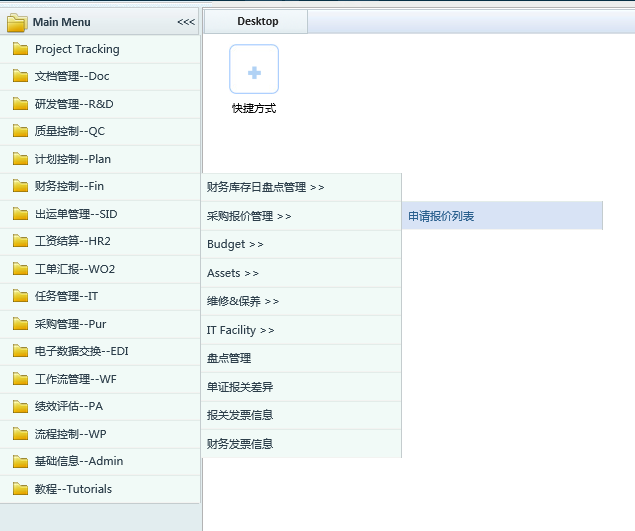 Main Menu <<<
Desktop
Project Tracking
文档管理--Doc
研发管理--R&D
质量控制--QC
计划控制--Plan
财务控制--Fin
出运单管理--SID
工资结算--HR2
工单汇报--WO2
任务管理--IT
采购管理--Pur
电子数据交换--EDI
工作流管理--WF
绩效评估--PA
流程控制--WP
基础信息--Admin
教程--Tutorials
快捷方式
财务库存日盘点管理 >>
采购报价管理 >>
Budget >>
Assets >>
维修&保养 >>
IT Facility >>
盘点管理
单证报关差异
报关发票信息
财务发票信息
申请报价列表